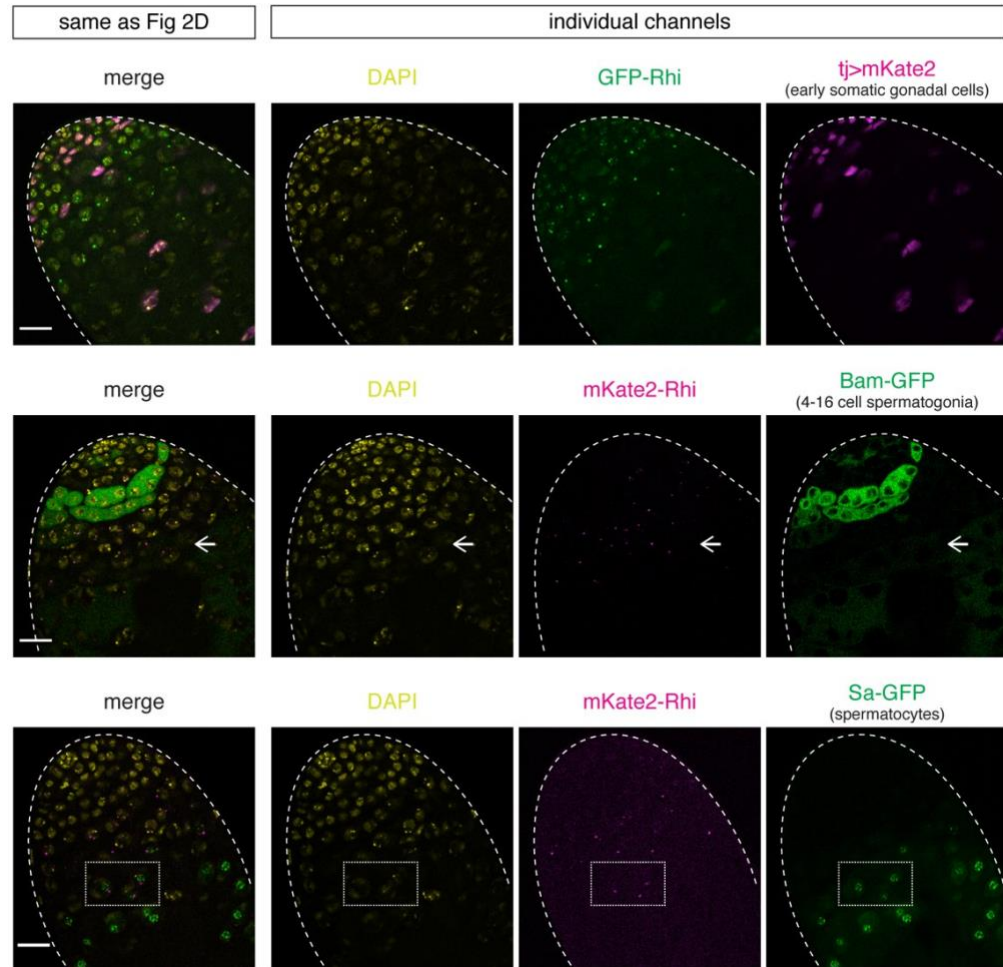 same as Fig 2D
individual channels
merge
DAPI
GFP-Rhi
tj>mKate2
(early somatic gonadal cells)
merge
DAPI
mKate2-Rhi
Bam-GFP
(4-16 cell spermatogonia)
merge
DAPI
mKate2-Rhi
Sa-GFP
(spermatocytes)